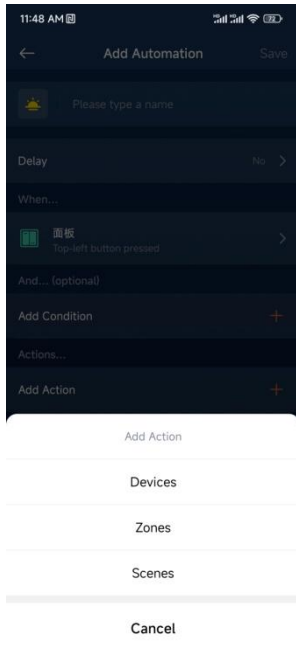 11:48 AM
72
Add Automation
Save
Please type a name
Delay
No
When...
面板
Top-left button pressed
And... (optional)
Add Condition
Actions...
Add Action
Add Action
Devices
Zones
Scenes
Cancel